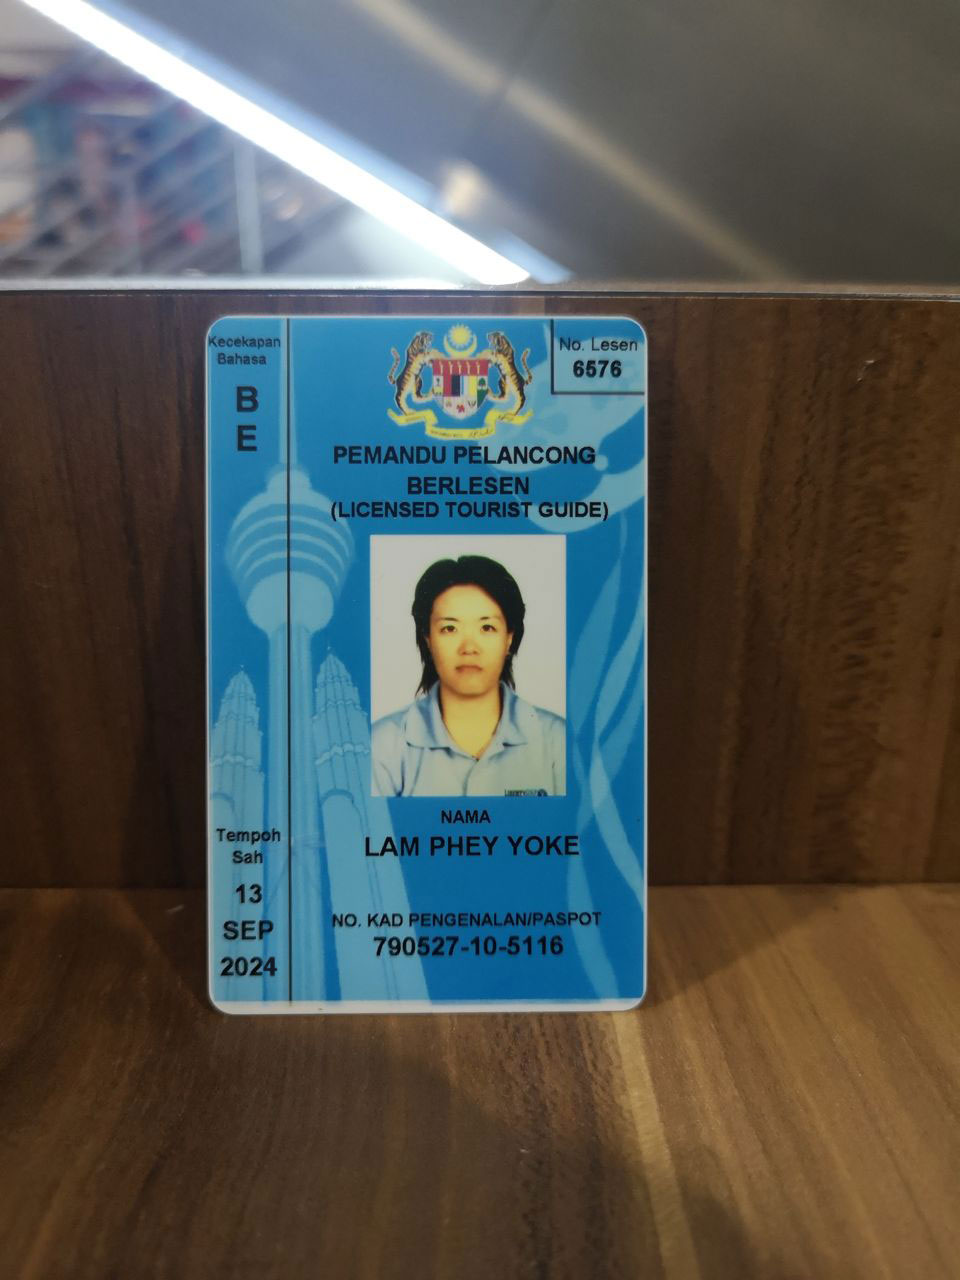 Kecekapan
Bahasa
B
E
No. Lesen
6576
PEMANDU PELANCONG
BERLESEN
(LICENSED TOURIST GUIDE)
NAMA
LAM PHEY YOKE
NO. KAD PENGENALAN/PASPOT
790527-10-5116
Tempoh
Sah
13
SEP
2024